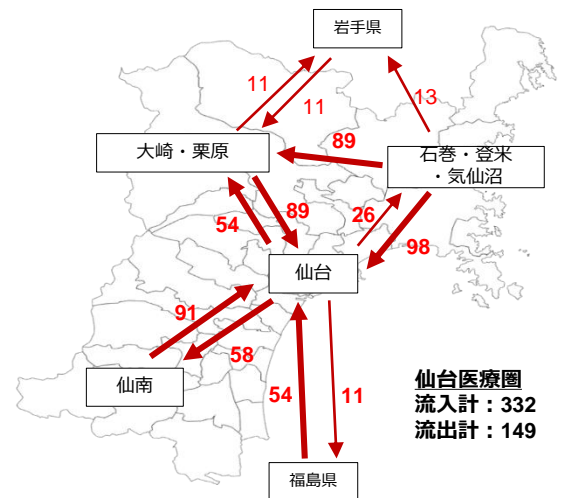 岩手県
11
11
13
大崎・栗原
89
石巻・登米
・気仙沼
89
54
26
98
仙台
91
58
仙南
54
11
仙台医療圏
流入計：332
流出計：149
福島県